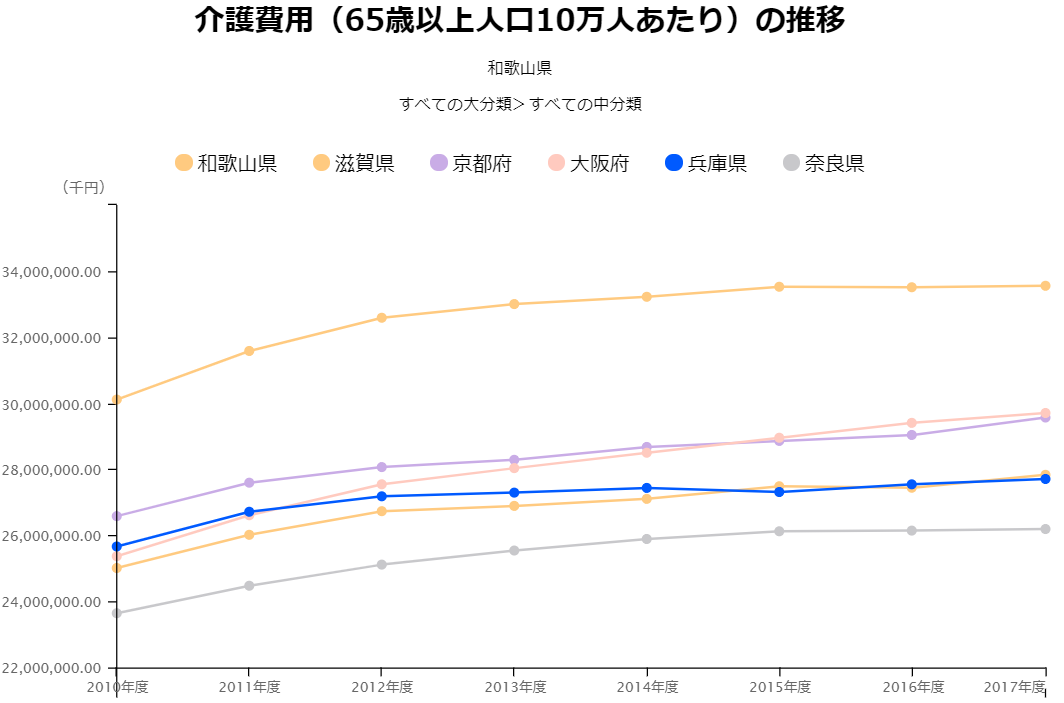 介護費用（65歳以上人口10万人あたり）の推移
和歌山県
すべての大分類＞すべての中分類
和歌山県 滋賀県 京都府 大阪府 兵庫県 奈良県
（千円）
34,000,000.00
32,000,000.00
30,000,000.00
28,000,000.00
26,000,000.00
24,000,000.00
22,000,000.00
2010年度 2011年度 2012年度 2013年度 2014年度 2015年度 2016年度 2017年度